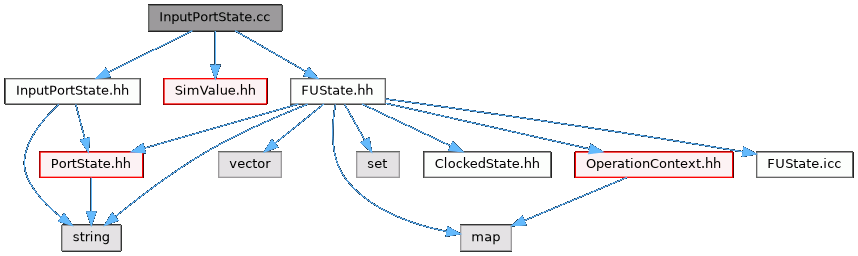 InputPortState.cc
InputPortState.hh
SimValue.hh
FUState.hh
PortState.hh
vector
set
ClockedState.hh
OperationContext.hh
FUState.icc
string
map